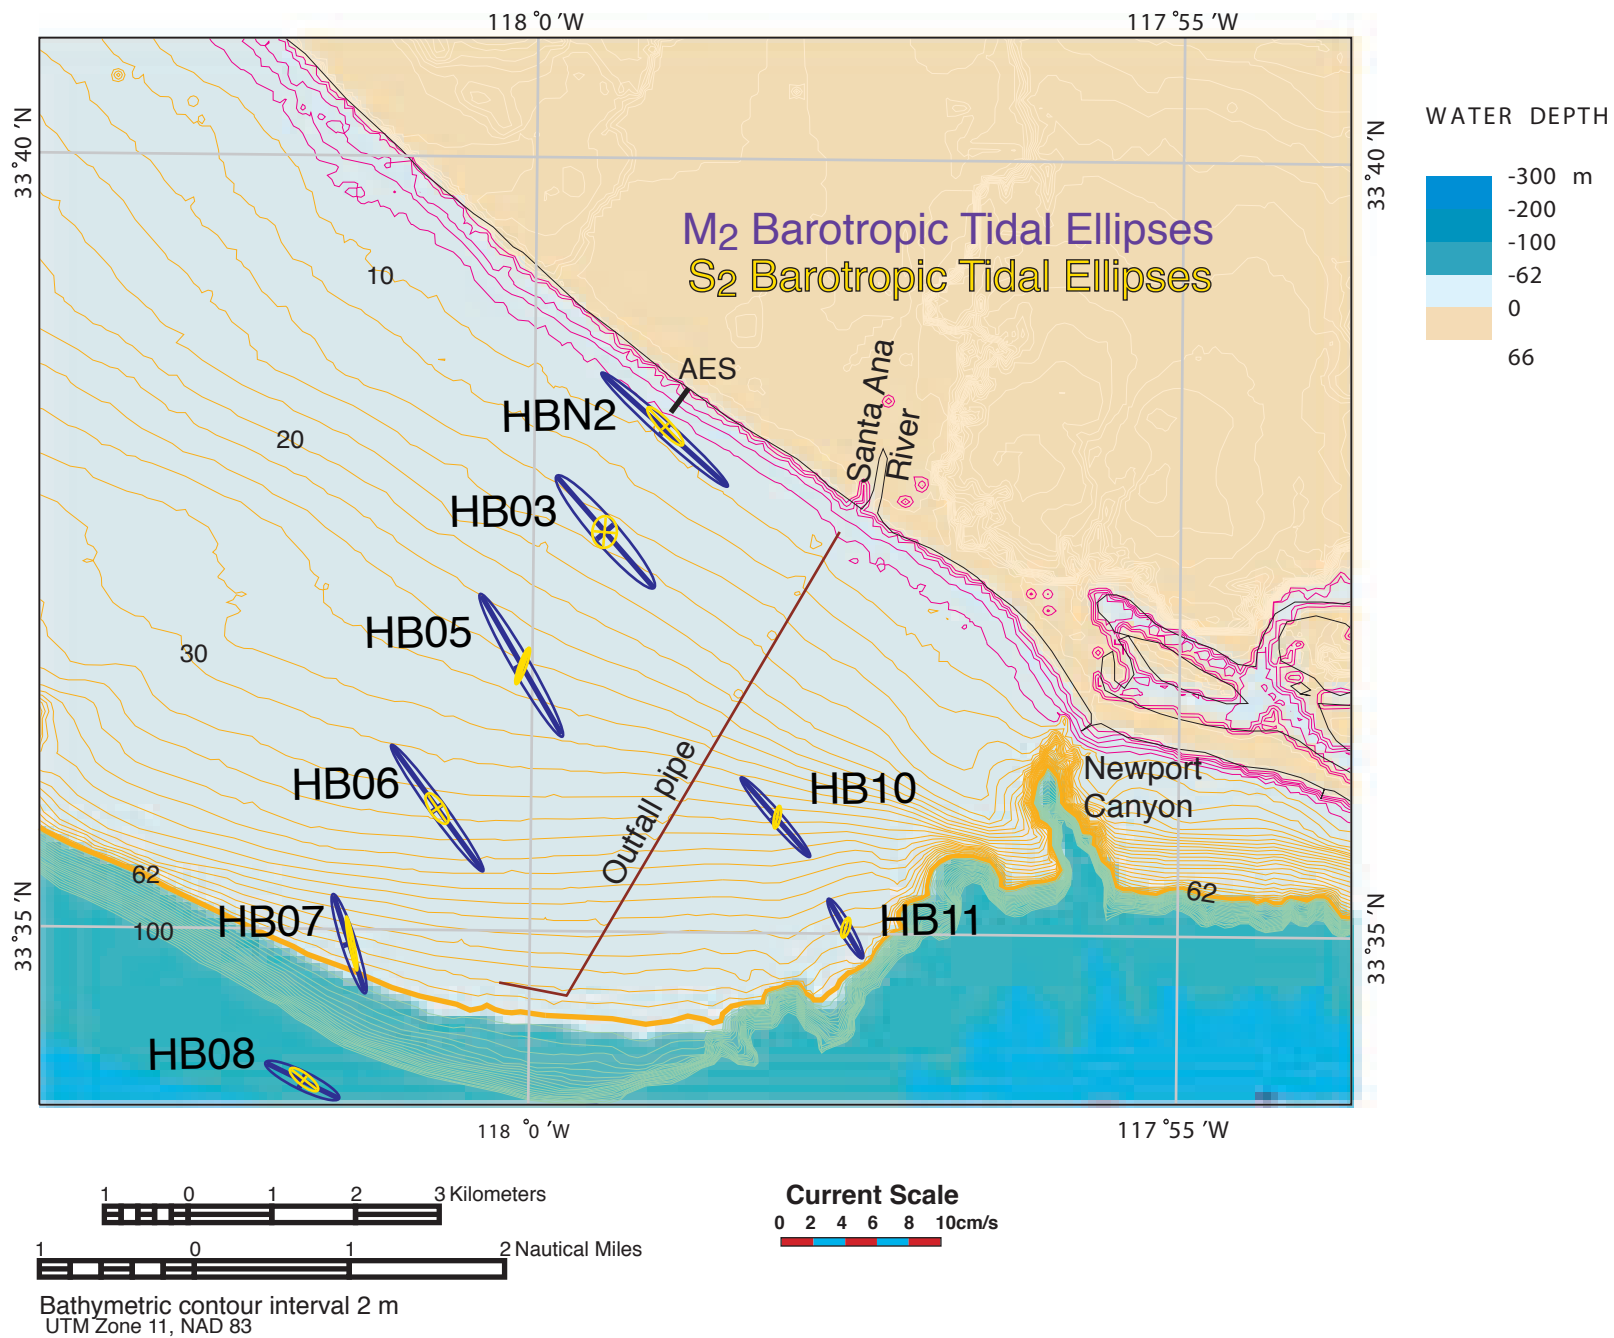 118 °0 ′W
117 °55 ′W
33 °40 ′N
33 °40 ′N
WATER DEPTH
-300 m
-200
-100
-62
0
66
M2 Barotropic Tidal Ellipses
S2 Barotropic Tidal Ellipses
10
AES
Santa Ana
River
HBN2
20
HB03
HB05
30
HB06
HB10
Newport
Canyon
Outfall pipe
62
62
HB07
100
HB11
33 °35 ′N
33 °35 ′N
HB08
118 °0 ′W
117 °55 ′W
1 0 1 2 3 Kilometers
1 0 1 2 Nautical Miles
Current Scale
0 2 4 6 8 10cm/s
Bathymetric contour interval 2 m
UTM Zone 11, NAD 83